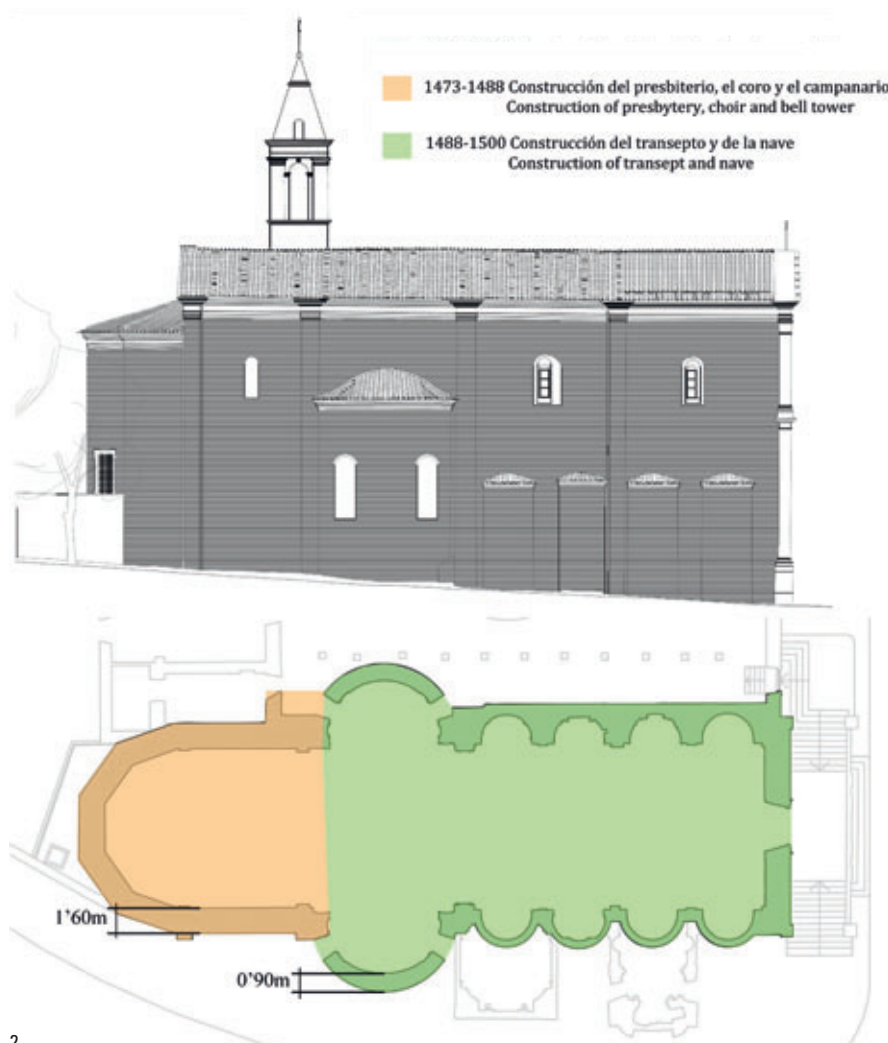 1473-1488 Construcción del presbiterio, el coro y el campanario
Construction of presbytery, choir and bell tower
1488-1500 Construcción del transepto y de la nave
Construction of transept and nave
1'60m
0'90m
2